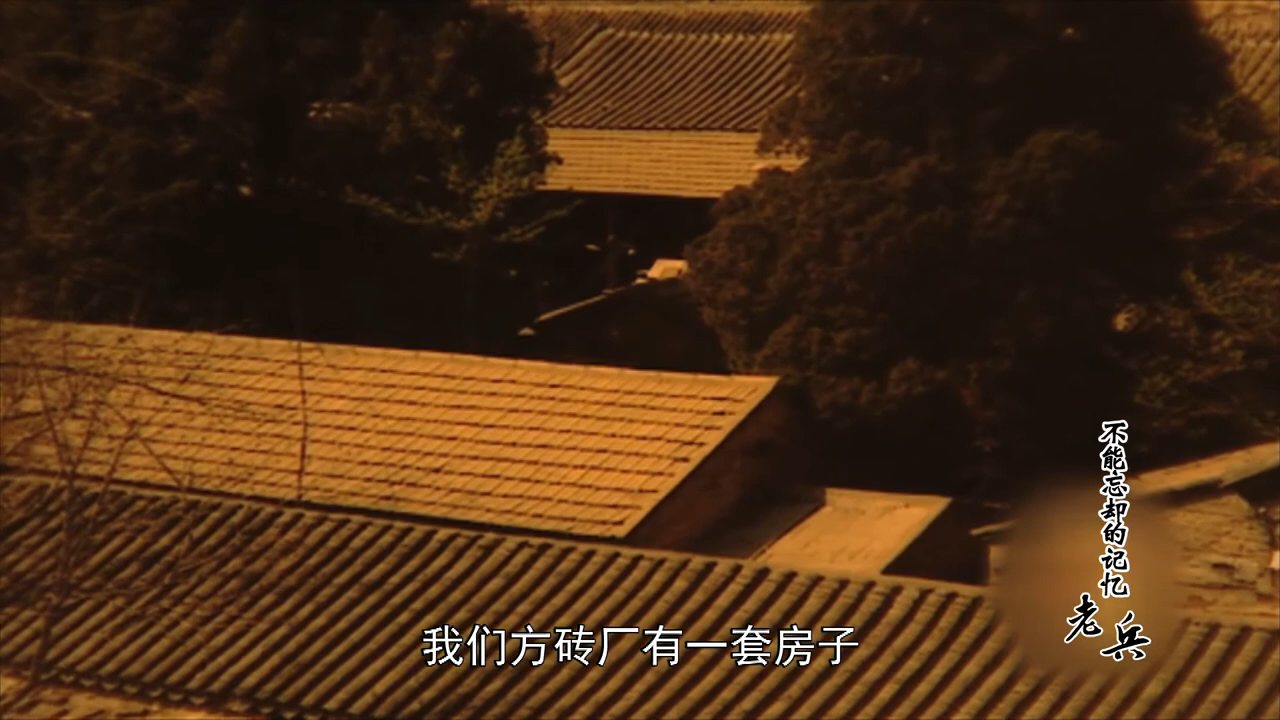 不能忘却的记忆
老兵
我们方砖厂有一套房子